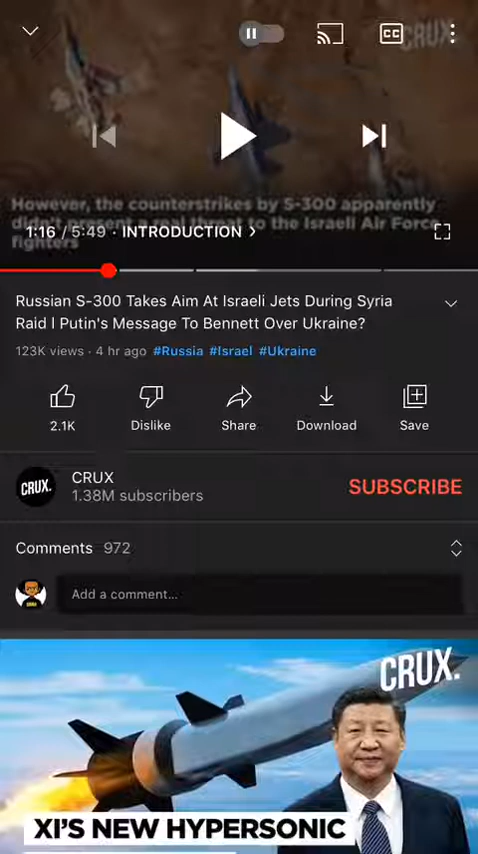 CRUX.
CC
However, the counterstrikes by S-300 apparently
didn't present a real threat to the Israeli Air Force
fighters
1:16 / 5:49 · INTRODUCTION
Russian S-300 Takes Aim At Israeli Jets During Syria
Raid l Putin's Message To Bennett Over Ukraine?
123K views · 4 hr ago #Russia #Israel #Ukraine
2.1K Dislike Share Download Save
CRUX.
CRUX
1.38M subscribers
SUBSCRIBE
Comments 972
Add a comment...
CRUX.
XI'S NEW HYPERSONIC